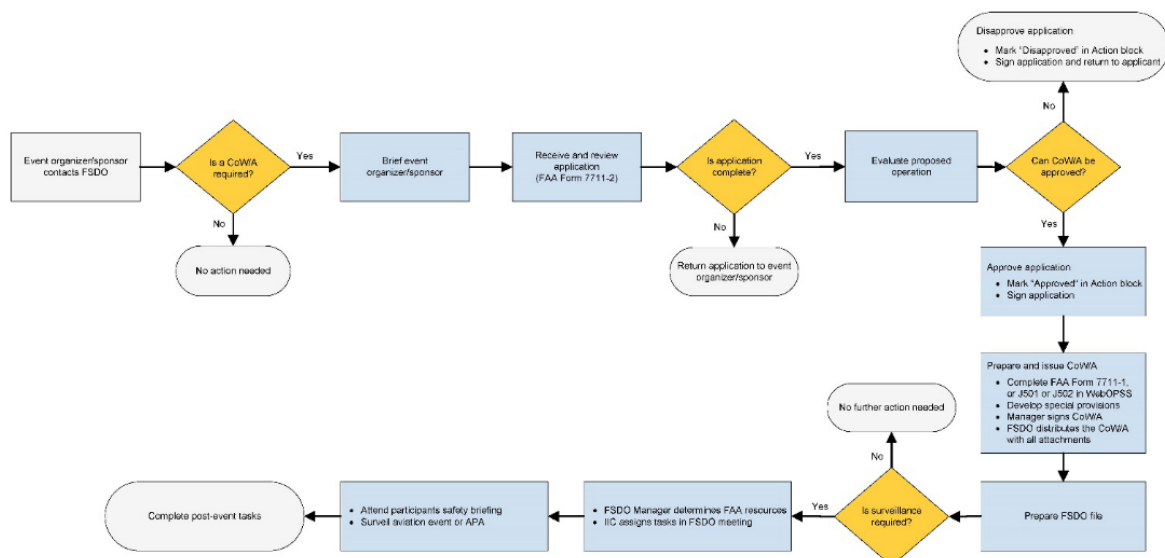 Event organizer/sponsor
contacts FSDO
Is a CoW/A
required?
Yes
No
No action needed
Brief event
organizer/sponsor
Receive and review
application
(FAA Form 7711-2)
Is application
complete?
Yes
No
Return application to event
organizer/sponsor
Evaluate proposed
operation
Can CoW/A be
approved?
No
Disapprove application
• Mark "Disapproved" in Action block
• Sign application and return to applicant
Yes
Approve application
• Mark "Approved" in Action block
• Sign application
Prepare and issue CoW/A
• Complete FAA Form 7711-1,
or J501 or J502 in WebOPSS
• Develop special provisions
• Manager signs CoW/A
• FSDO distributes the CoW/A
with all attachments
Prepare FSDO file
Is surveillance
required?
No
No further action needed
Yes
• FSDO Manager determines FAA resources
• IIC assigns tasks in FSDO meeting
• Attend participants safety briefing
• Surveil aviation event or APA
Complete post-event tasks